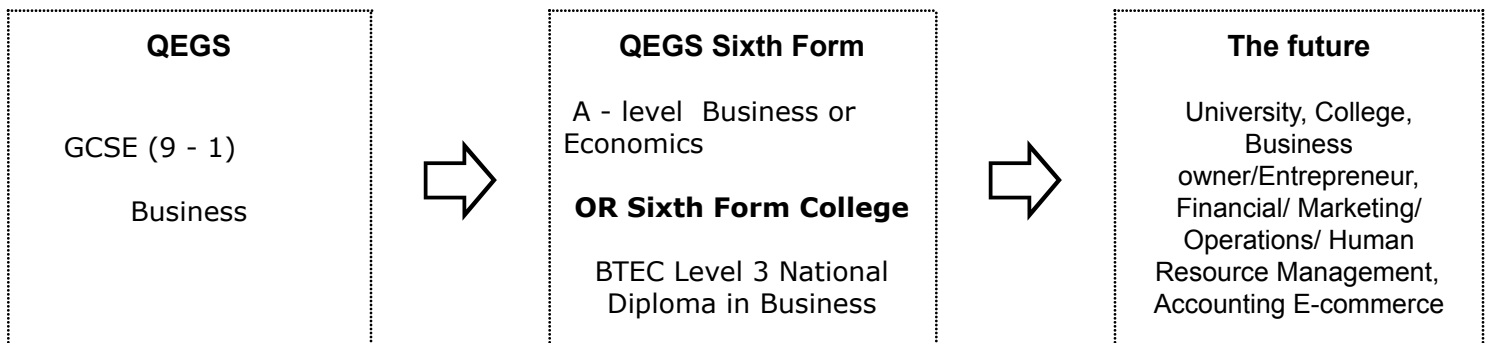 QEGS
GCSE (9 - 1)
Business
QEGS Sixth Form
A - level  Business or
Economics
OR Sixth Form College
BTEC Level 3 National
Diploma in Business
The future
University, College,
Business
owner/Entrepreneur,
Financial/ Marketing/
Operations/ Human
Resource Management,
Accounting E-commerce